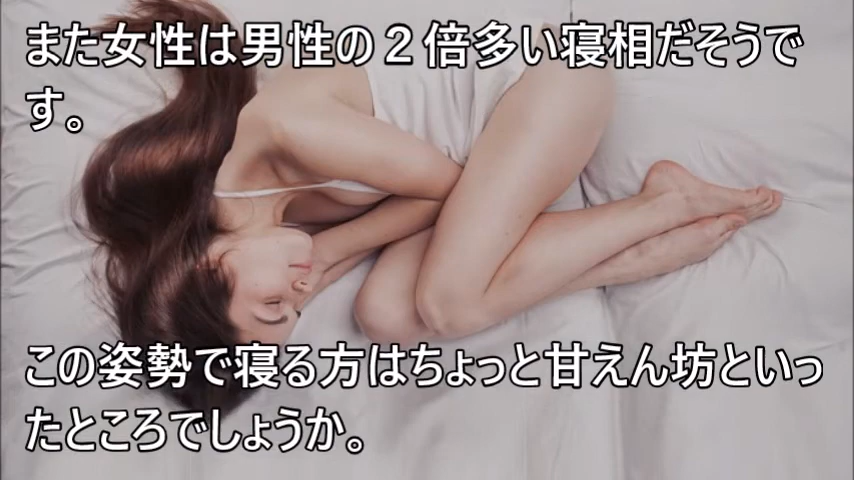 また女性は男性の２倍多い寝相だそうで
す。
この姿勢で寝る方はちょっと甘えん坊といっ
たところでしょうか。